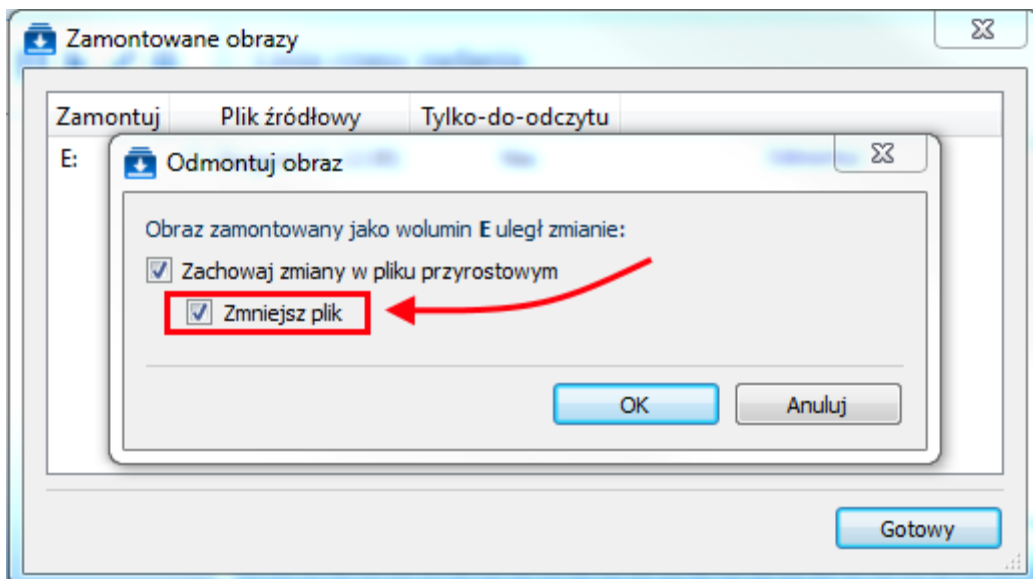 Zamontowane obrazy
Zamontuj Plik źródłowy Tylko-do-odczytu
E:
Odmontuj obraz
Obraz zamontowany jako wolumin E uległ zmianie:
Zachowaj zmiany w pliku przyrostowym
Zmniejsz plik
OK Anuluj
Gotowy